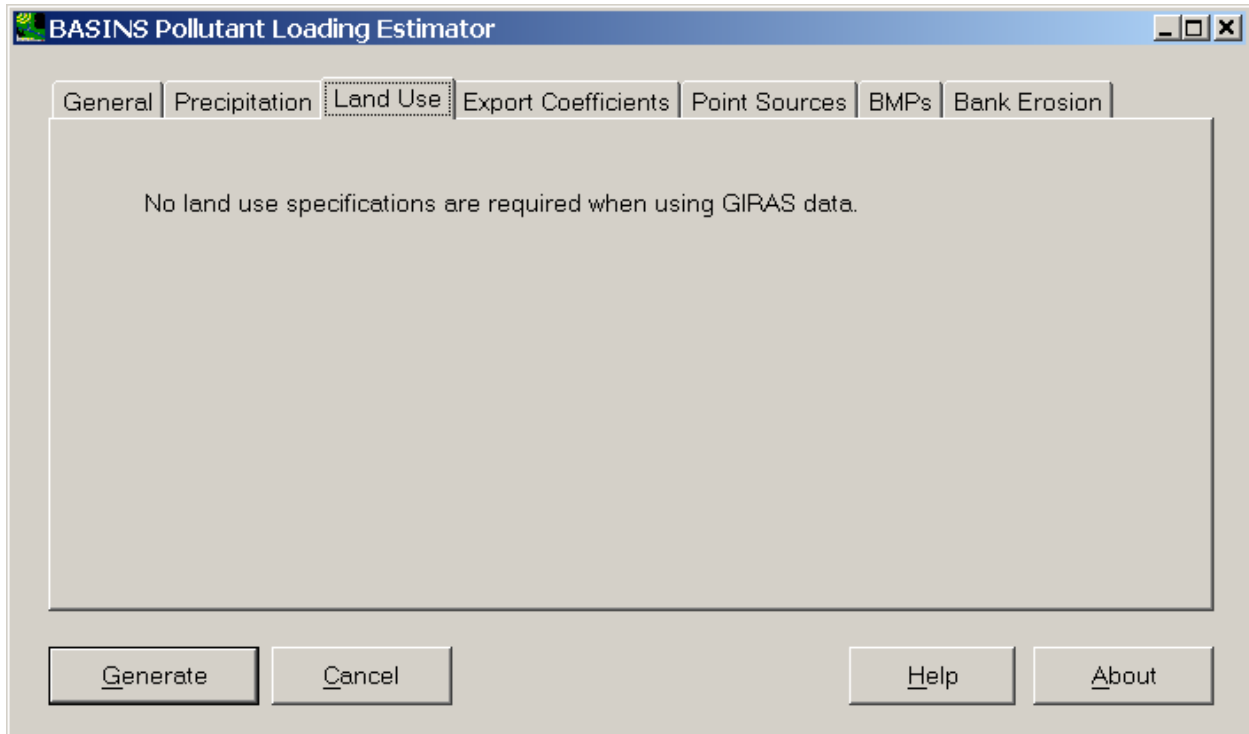 BASINS Pollutant Loading Estimator
General Precipitation Land Use Export Coefficients Point Sources BMPs Bank Erosion
No land use specifications are required when using GIRAS data.
Generate Cancel Help About